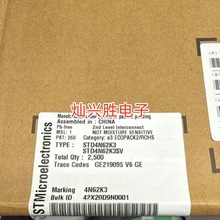 Assembled in: CHINA
Pb-free 2nd Level Interconnect
MSL: 1 NOT MOISTURE SENSITIVE
PBT: 260 Category: e3 ECOPACK2/ROHS
TYPE: STD4N62K3
STD4N62K3SV
Total Qty: 2,500
Trace Codes GE219095 V6 GE
Marking 4N62K3
Bulk ID
STMicroelectronics
灿兴胜电子